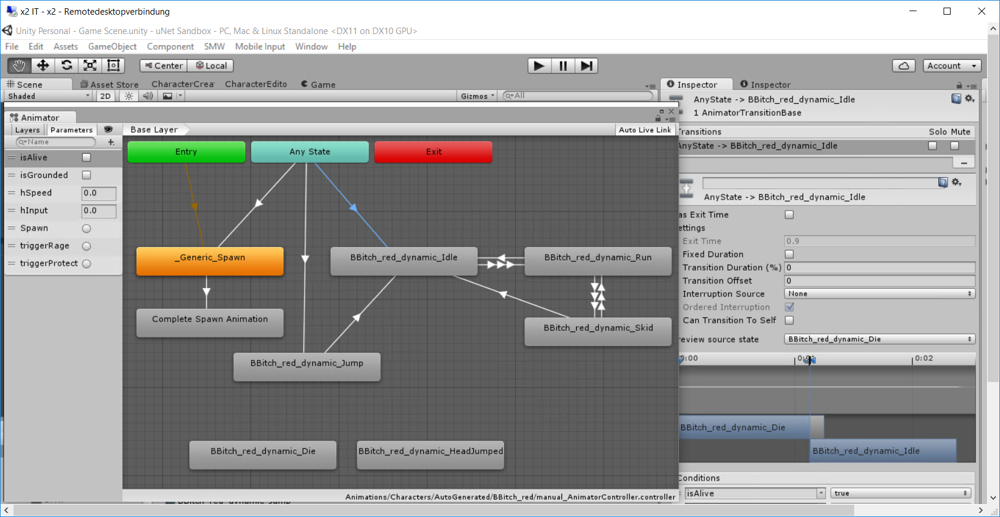 x2 IT - x2 - Remotedesktopverbindung
Unity Personal - Game Scene.unity - uNet Sandbox - PC, Mac & Linux Standalone <DX11 on DX10 GPU>
File Edit Assets GameObject Component SMW Mobile Input Window Help
Center Local Account
Scene Asset Store CharacterCrea CharacterEdito Game
Shaded 2D Gizmos All
Animator
Layers Parameters Base Layer Auto Live Link
Name
isAlive
isGrounded
hSpeed 0.0
hInput 0.0
Spawn
triggerRage
triggerProtect
Entry Any State Exit
_Generic_Spawn BBitch_red_dynamic_Idle BBitch_red_dynamic_Run
Complete Spawn Animation BBitch_red_dynamic_Skid
BBitch_red_dynamic_Jump
BBitch_red_dynamic_Die BBitch_red_dynamic_HeadJumped
Animations/Characters/AutoGenerated/BBitch_red/manual_AnimatorController.controller
Inspector Inspector
AnyState -> BBitch_red_dynamic_Idle
1 AnimatorTransitionBase
Transitions Solo Mute
AnyState -> BBitch_red_dynamic_Idle
AnyState -> BBitch_red_dynamic_Idle
as Exit Time
ettings
Exit Time 0.9
Fixed Duration
Transition Duration (%) 0
Transition Offset 0
Interruption Source None
Ordered Interruption
Can Transition To Self
review source state BBitch_red_dynamic_Die
0:00 0:01 0:02
BBitch_red_dynamic_Die
BBitch_red_dynamic_Idle
Conditions
isAlive true